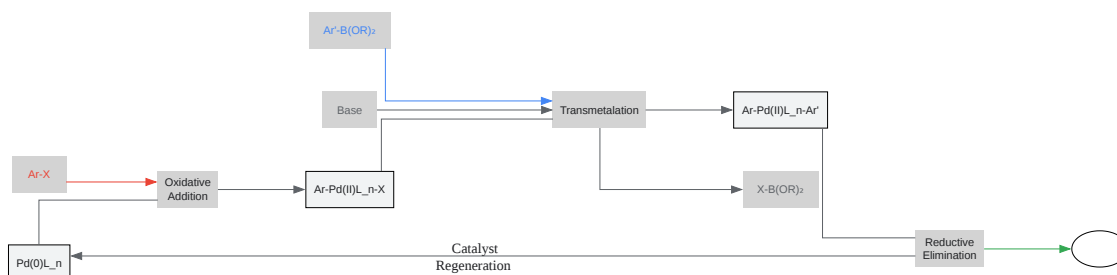 Ar'-B(OR)₂
Base
Transmetalation
Ar-Pd(II)L_n-Ar'
Ar-X
Oxidative
Addition
Ar-Pd(II)L_n-X
X-B(OR)₂
Pd(0)L_n
Catalyst
Regeneration
Reductive
Elimination